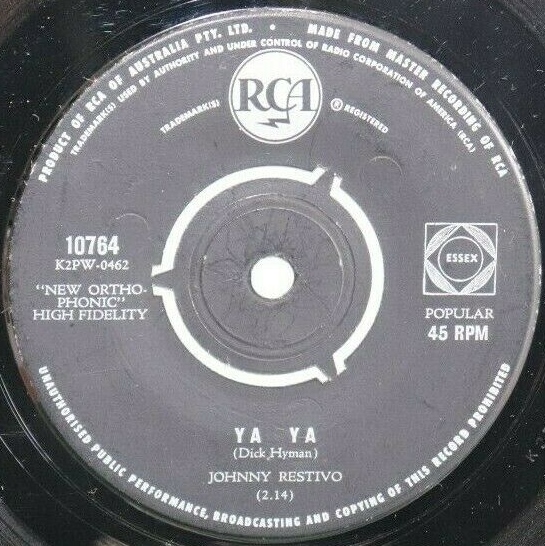 PRODUCT OF RCA OF AUSTRALIA PTY. LTD. • MADE FROM MASTER RECORDING OF RCA
TRADEMARK(S) USED BY AUTHORITY AND UNDER CONTROL OF RADIO CORPORATION OF AMERICA (RCA)
RCA
TRADEMARK(S) ® REGISTERED
10764
K2PW-0462
"NEW ORTHO-
PHONIC"
HIGH FIDELITY
ESSEX
POPULAR
45 RPM
YA YA
(Dick Hyman)
JOHNNY RESTIVO
(2.14)
UNAUTHORISED PUBLIC PERFORMANCE, BROADCASTING AND COPYING OF THIS RECORD PROHIBITED